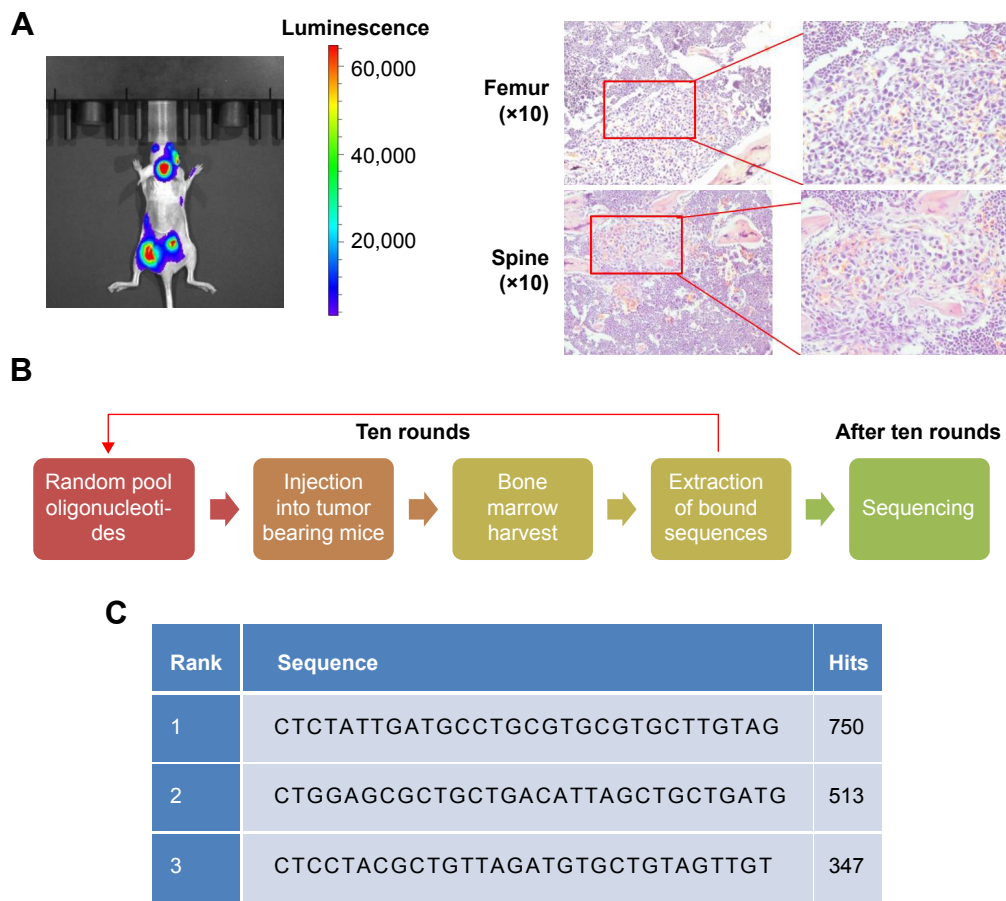 A
Luminescence
60,000
40,000
20,000
Femur
(×10)
Spine
(×10)
B
Ten rounds
After ten rounds
Random pool
oligonucleoti-
des
Injection
into tumor
bearing mice
Bone
marrow
harvest
Extraction
of bound
sequences
Sequencing
C
Rank Sequence Hits
1 CTCTATTGATGCCTGCGTGCGTGCTTGTAG 750
2 CTGGAGCGCTGCTGACATTAGCTGCTGATG 513
3 CTCCTACGCTGTTAGATGTGCTGTAGTTGT 347